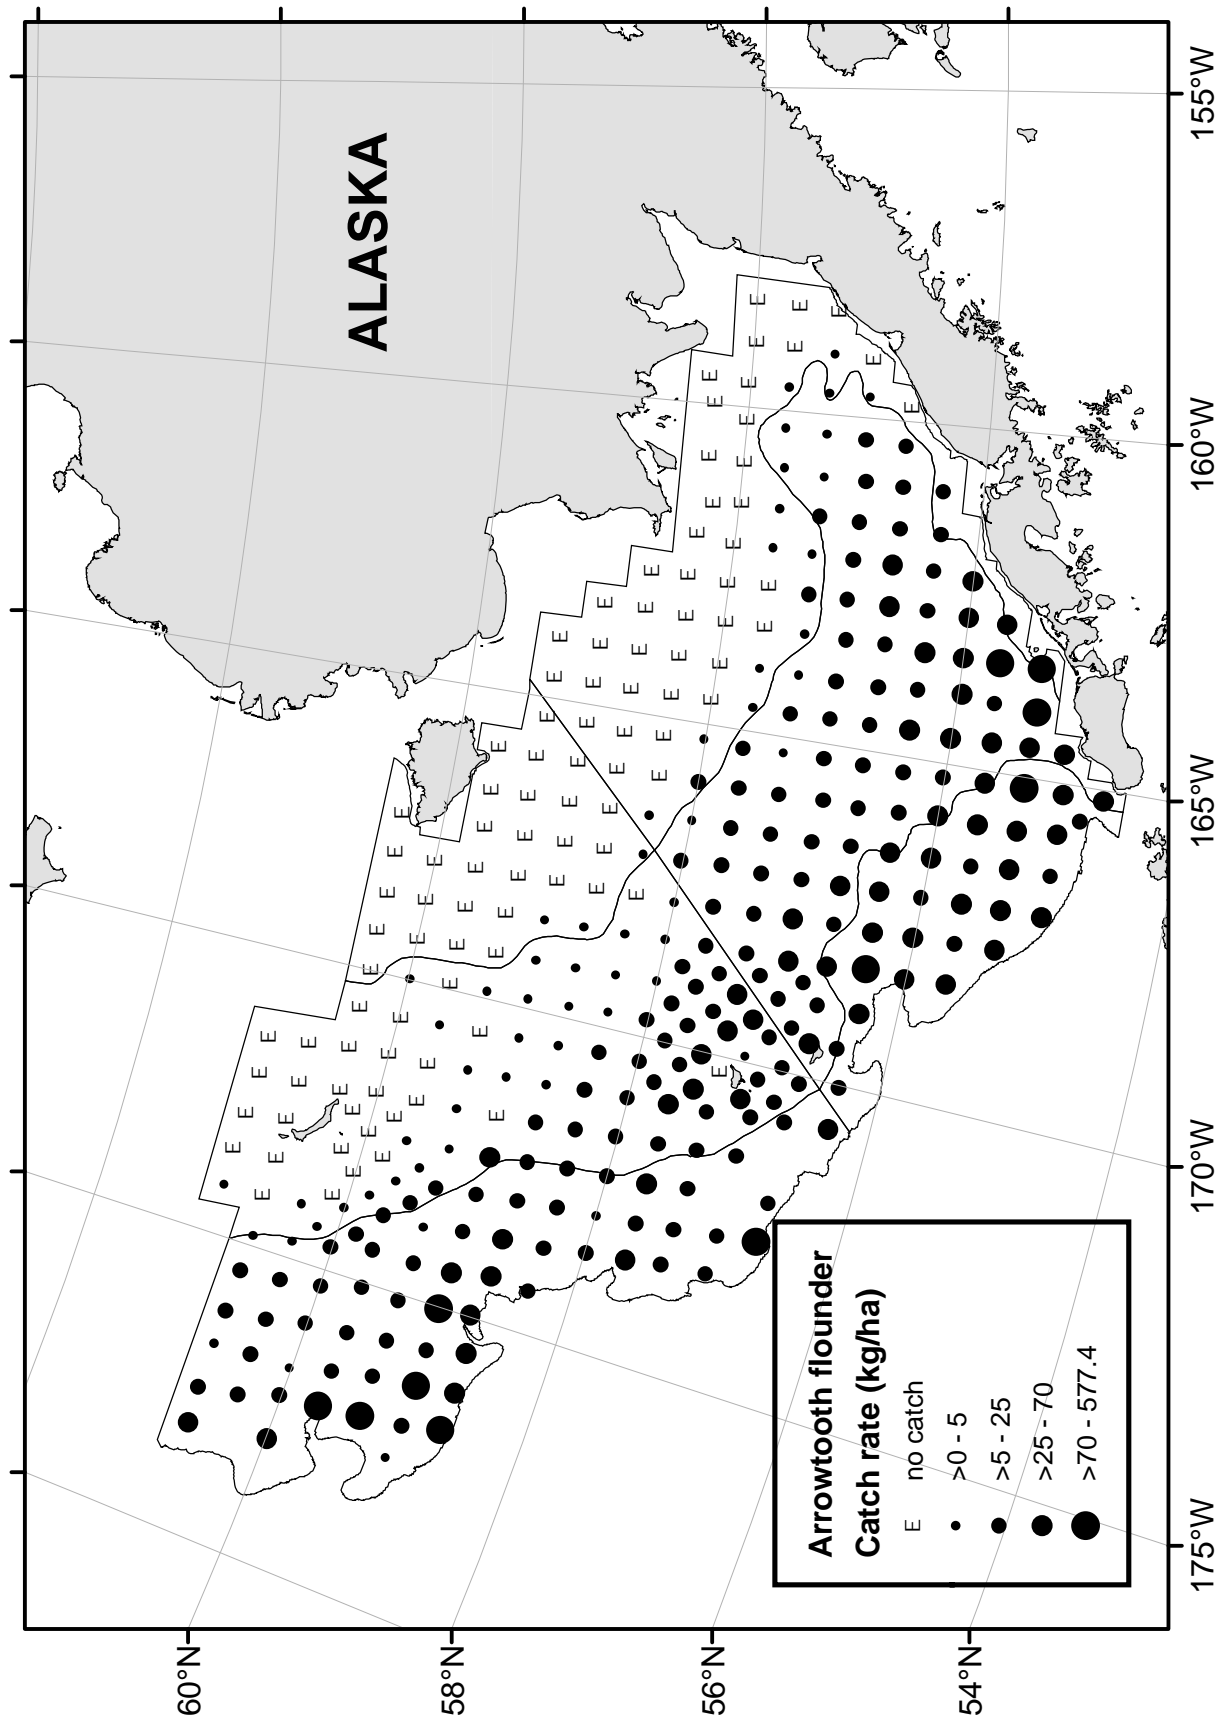 ALASKA
60°N
58°N
56°N
54°N
175°W
170°W
165°W
160°W
155°W
Arrowtooth flounder
Catch rate (kg/ha)
E no catch
>0 - 5
>5 - 25
>25 - 70
>70 - 577.4